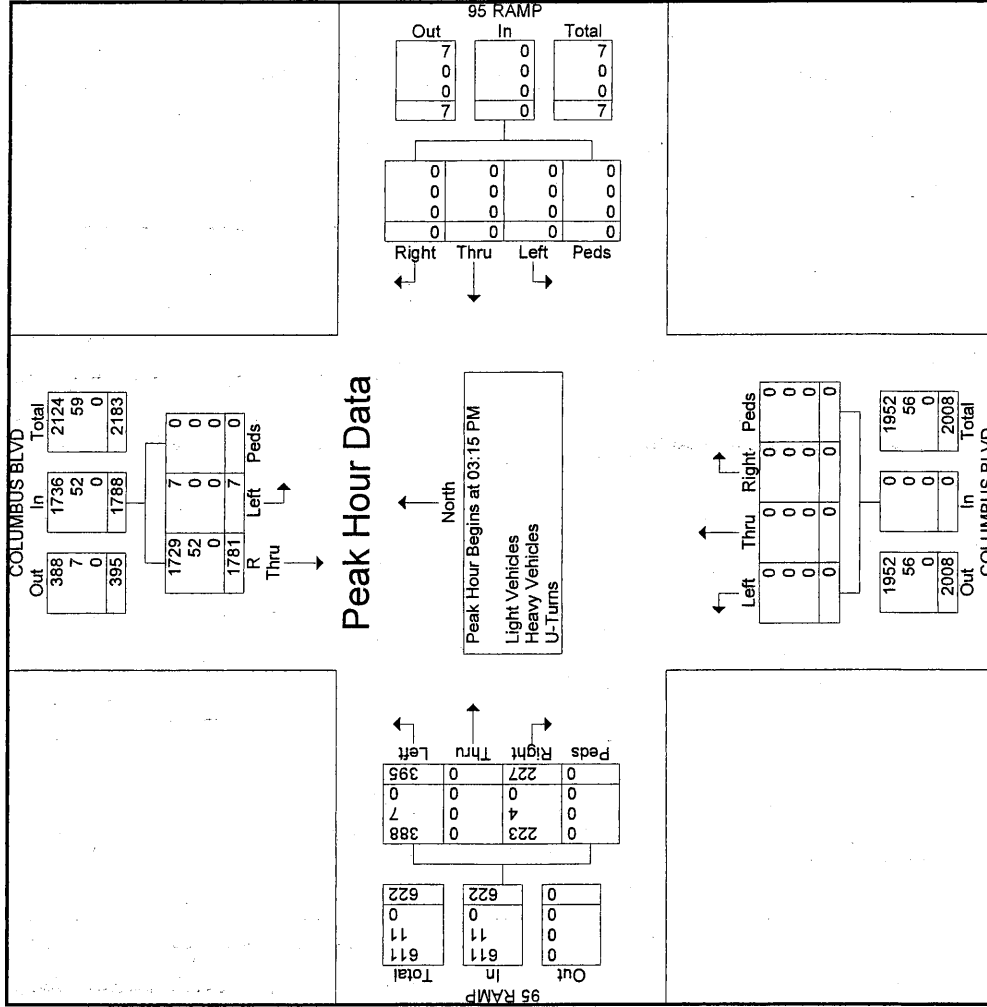 95 RAMP
Out In Total
7 0 7
0 0 0
0 0 0
7 0 7
0 0 0 0
0 0 0 0
0 0 0 0
0 0 0 0
Right Thru Left Peds
COLUMBUS BLVD
Out In Total
388 1736 2124
7 52 59
0 0 0
395 1788 2183
1729 7 0
52 0 0
0 0 0
1781 7 0
R
Thru Left Peds
Peak Hour Data
North
Peak Hour Begins at 03:15 PM
Light Vehicles
Heavy Vehicles
U-Turns
Left Thru Right Peds
0 0 0 0
0 0 0 0
0 0 0 0
0 0 0 0
1952 0 1952
56 0 56
0 0 0
2008 0 2008
Out In Total
COLUMBUS BLVD
95 RAMP
Out In Total
0 611 611
0 11 11
0 0 0
0 622 622
Peds Right Thru Left
0 223 0 388
0 4 0 7
0 0 0 0
0 227 0 395